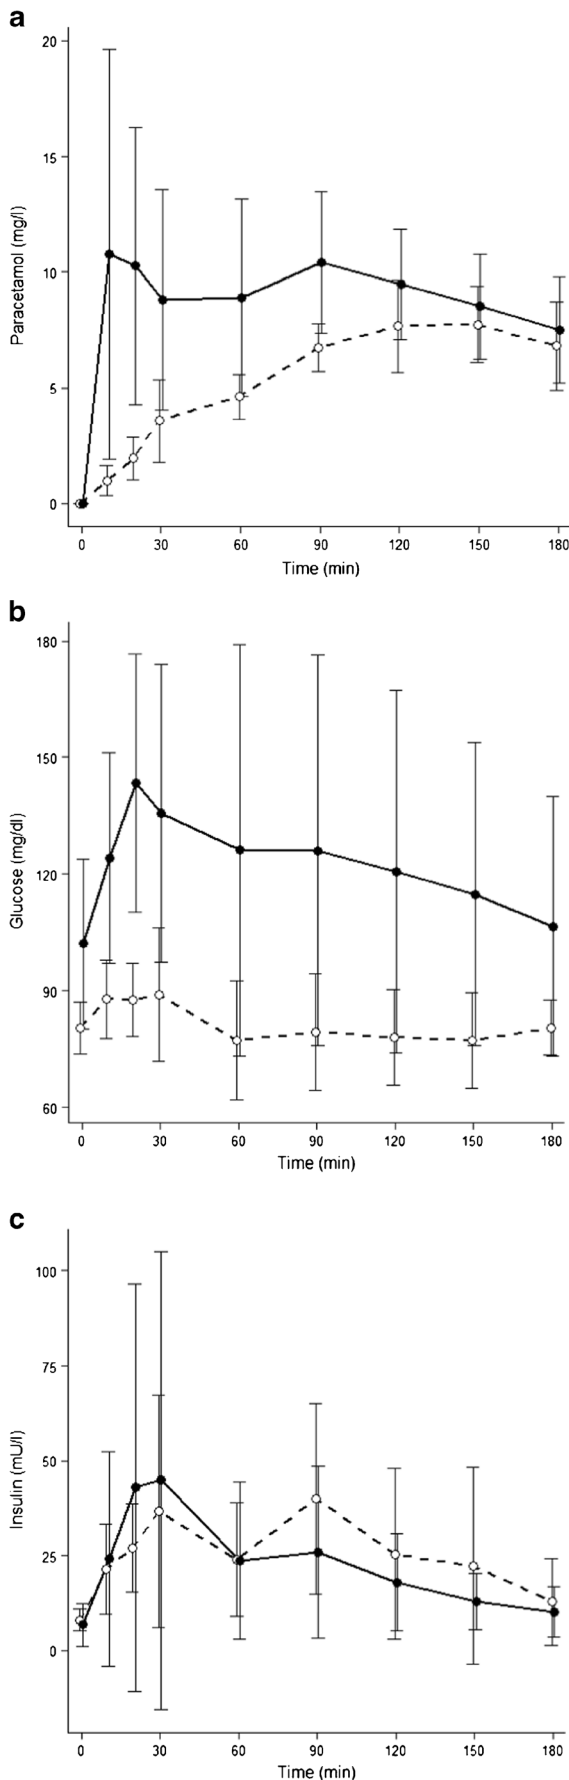 a
20
15
10
5
0
Paracetamol (mg/l)
0 30 60 90 120 150 180
Time (min)
b
180
150
120
90
60
Glucose (mg/dl)
0 30 60 90 120 150 180
Time (min)
c
100
75
50
25
0
Insulin (mU/l)
0 30 60 90 120 150 180
Time (min)